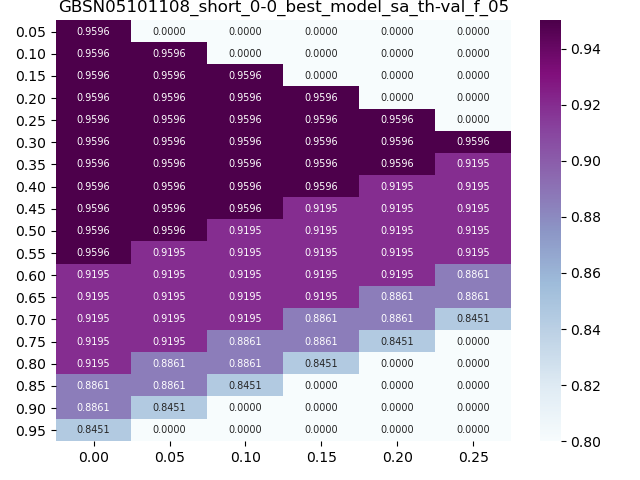 GBSN05101108_short_0-0_best_model_sa_th-val_f_05
0.05 0.9596 0.0000 0.0000 0.0000 0.0000 0.0000
0.10 0.9596 0.9596 0.0000 0.0000 0.0000 0.0000
0.15 0.9596 0.9596 0.9596 0.0000 0.0000 0.0000
0.20 0.9596 0.9596 0.9596 0.9596 0.0000 0.0000
0.25 0.9596 0.9596 0.9596 0.9596 0.9596 0.0000
0.30 0.9596 0.9596 0.9596 0.9596 0.9596 0.9596
0.35 0.9596 0.9596 0.9596 0.9596 0.9596 0.9195
0.40 0.9596 0.9596 0.9596 0.9596 0.9195 0.9195
0.45 0.9596 0.9596 0.9596 0.9195 0.9195 0.9195
0.50 0.9596 0.9596 0.9195 0.9195 0.9195 0.9195
0.55 0.9596 0.9195 0.9195 0.9195 0.9195 0.9195
0.60 0.9195 0.9195 0.9195 0.9195 0.9195 0.8861
0.65 0.9195 0.9195 0.9195 0.9195 0.8861 0.8861
0.70 0.9195 0.9195 0.9195 0.8861 0.8861 0.8451
0.75 0.9195 0.9195 0.8861 0.8861 0.8451 0.0000
0.80 0.9195 0.8861 0.8861 0.8451 0.0000 0.0000
0.85 0.8861 0.8861 0.8451 0.0000 0.0000 0.0000
0.90 0.8861 0.8451 0.0000 0.0000 0.0000 0.0000
0.95 0.8451 0.0000 0.0000 0.0000 0.0000 0.0000
0.00 0.05 0.10 0.15 0.20 0.25
0.94
0.92
0.90
0.88
0.86
0.84
0.82
0.80